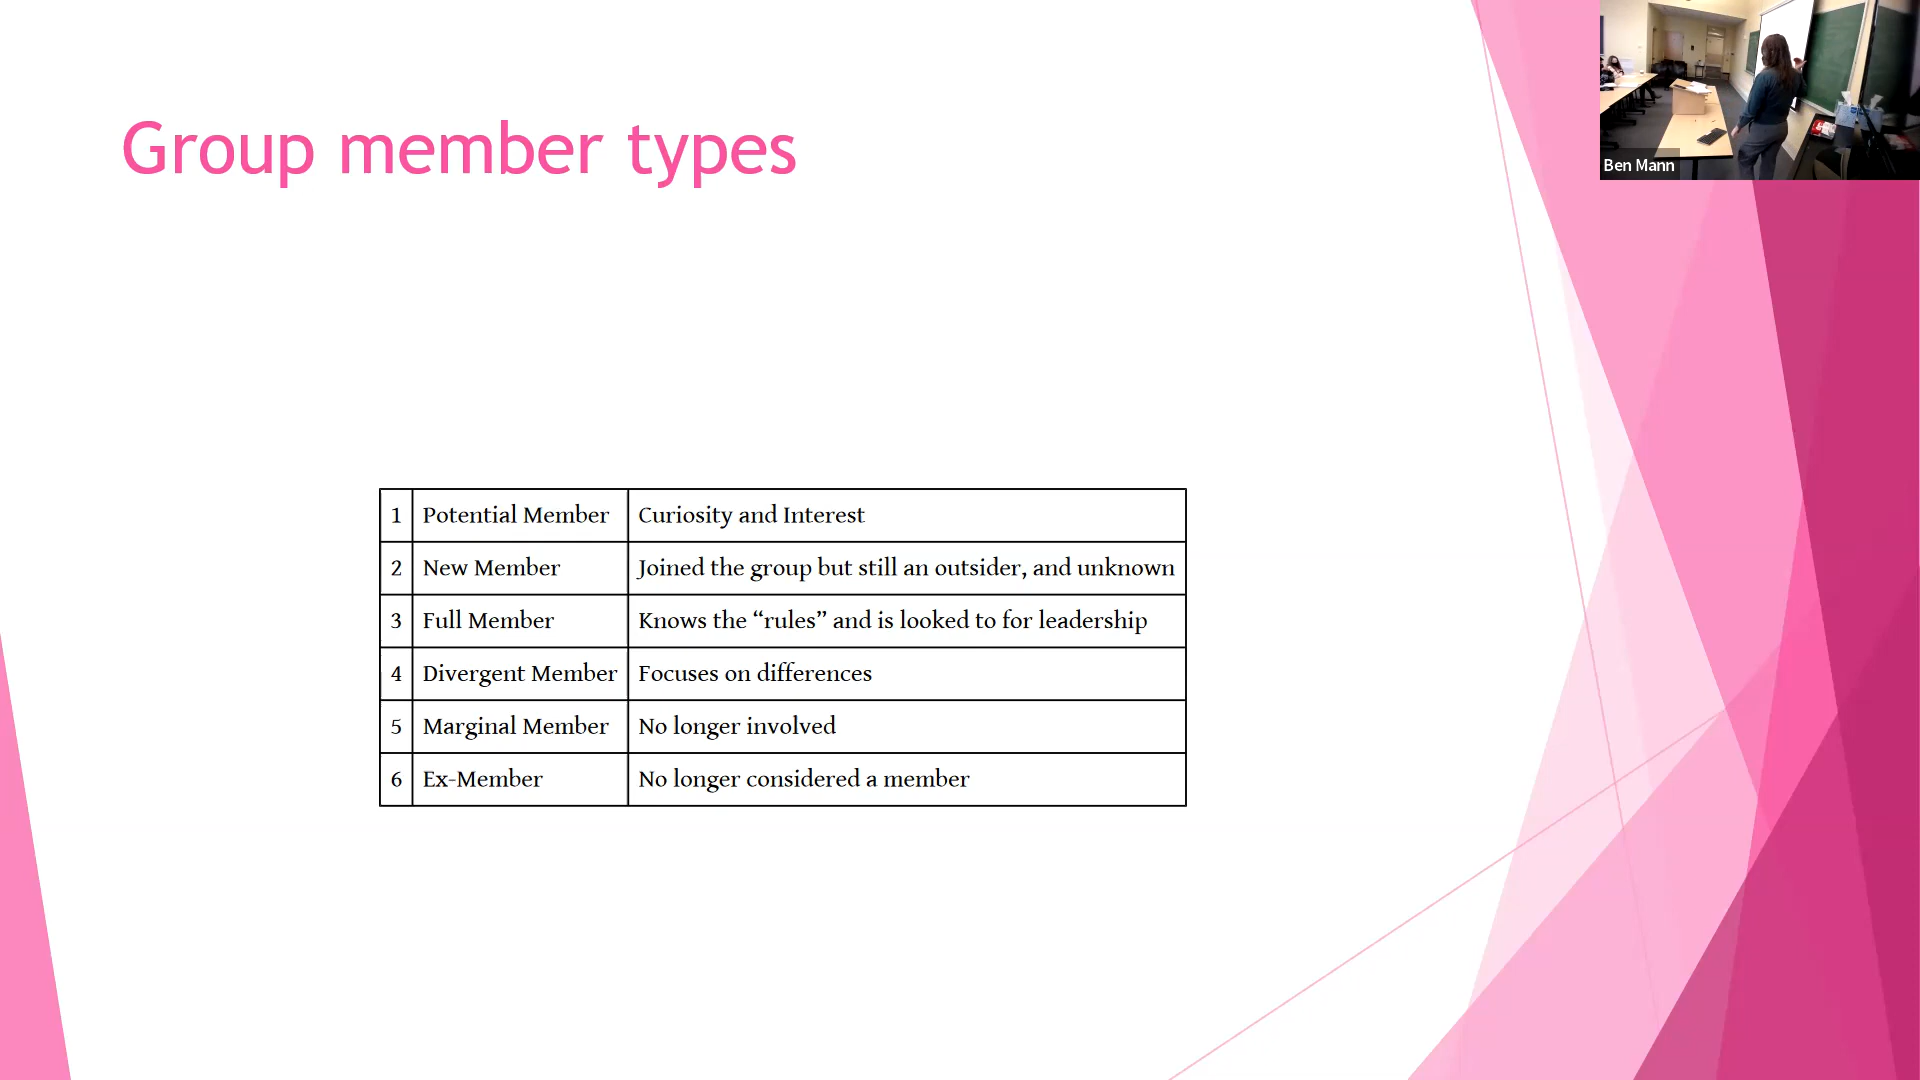 Group member types
1 Potential Member Curiosity and Interest
2 New Member Joined the group but still an outsider, and unknown
3 Full Member Knows the “rules” and is looked to for leadership
4 Divergent Member Focuses on differences
5 Marginal Member No longer involved
6 Ex-Member No longer considered a member
Ben Mann